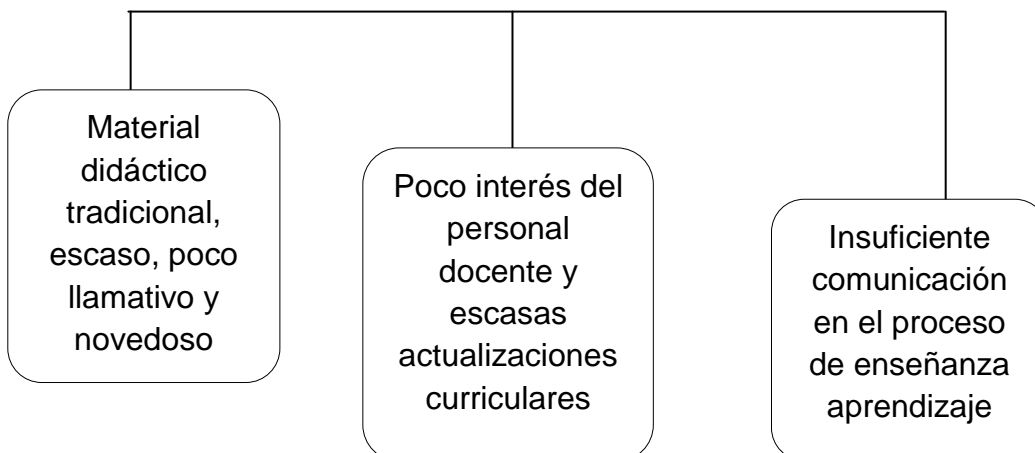 Material
didáctico
tradicional,
escaso, poco
llamativo y
novedoso
Poco interés del
personal
docente y
escasas
actualizaciones
curriculares
Insuficiente
comunicación
en el proceso
de enseñanza
aprendizaje